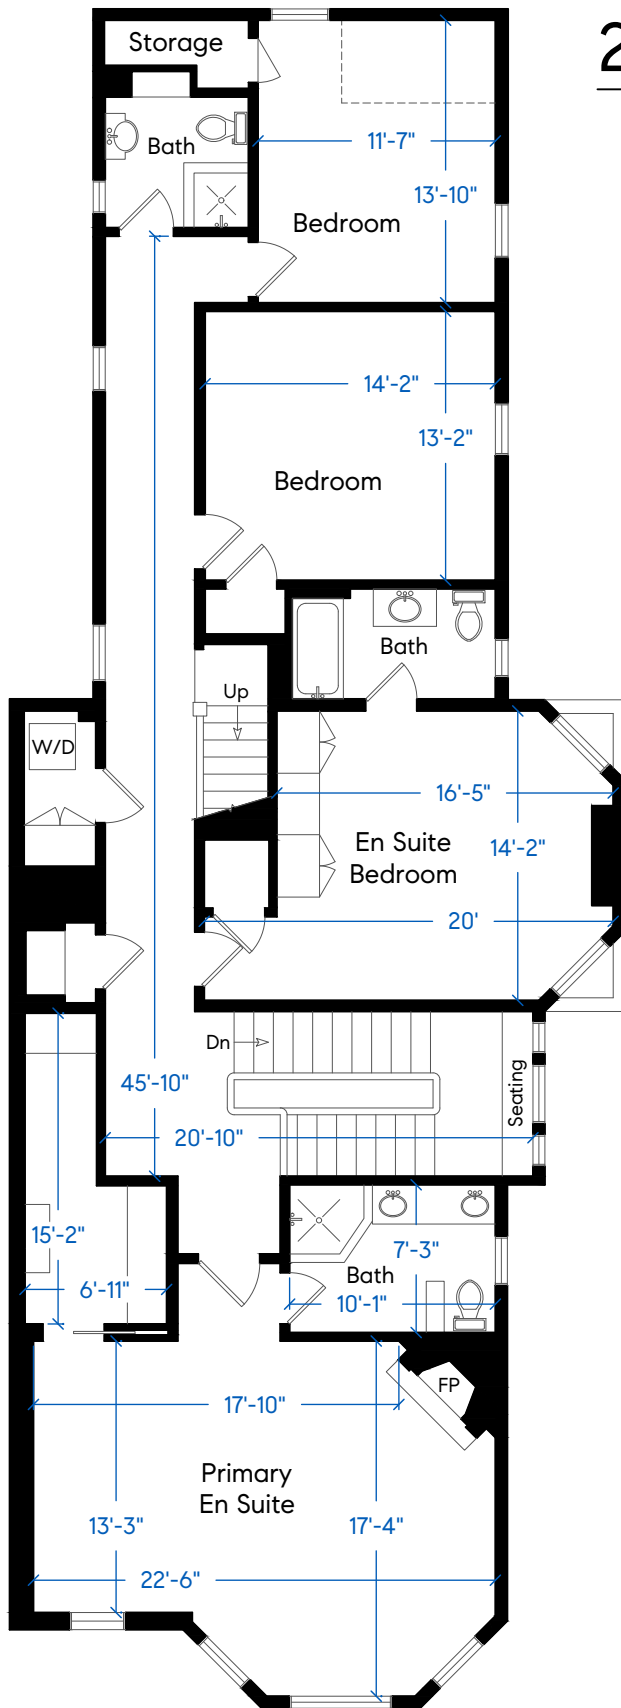 2
Storage
Bath
11'-7"
13'-10"
Bedroom
14'-2"
13'-2"
Bedroom
Bath
Up
W/D
16'-5"
En Suite
Bedroom
14'-2"
20'
Dn
Seating
45'-10"
20'-10"
15'-2"
7'-3"
Bath
6'-11"
10'-1"
FP
17'-10"
Primary
En Suite
13'-3"
17'-4"
22'-6"